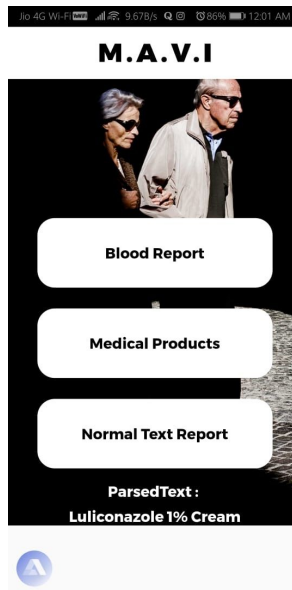 Jio 4G Wi-Fi 9.67B/s 86% 12:01 AM
M.A.V.I
Blood Report
Medical Products
Normal Text Report
ParsedText :
Luliconazole 1% Cream